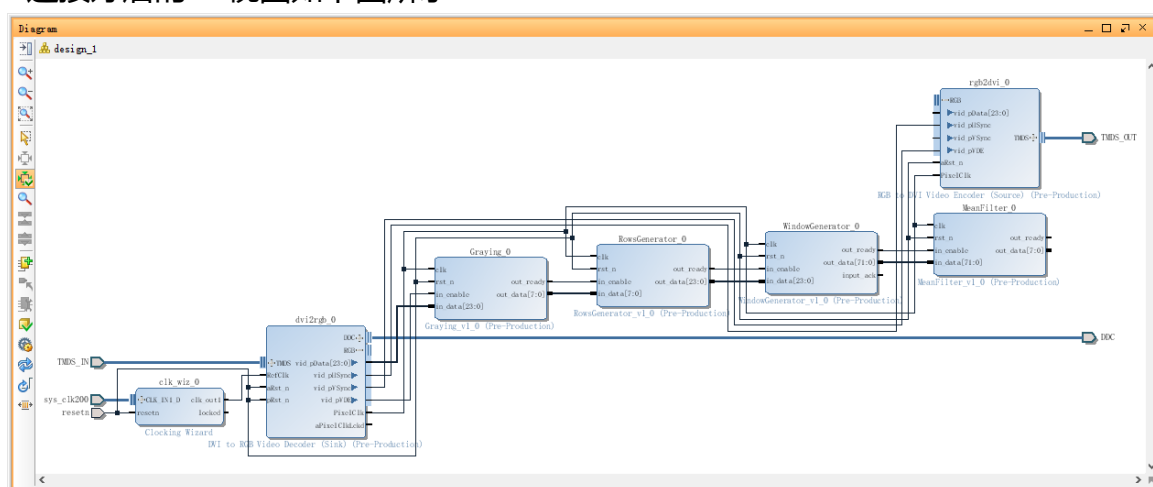 Diagram
design_1
rgb2dvi_0
RGB
vid_pData[23:0]
vid_pHSync
vid_pVSync
TMDS
TMDS_OUT
vid_pVDE
aRst_n
PixelClk
RGB to DVI Video Encoder (Source) (Pre-Production)
MeanFilter_0
clk
rst_n
out_ready
in_enable
out_data[7:0]
in_data[71:0]
MeanFilter_v1_0 (Pre-Production)
WindowGenerator_0
clk
rst_n
out_ready
in_enable
out_data[71:0]
in_data[23:0]
input_ack
WindowGenerator_v1_0 (Pre-Production)
RowsGenerator_0
clk
rst_n
out_ready
in_enable
out_data[23:0]
in_data[7:0]
RowsGenerator_v1_0 (Pre-Production)
Graying_0
clk
rst_n
out_ready
in_enable
out_data[7:0]
in_data[23:0]
Graying_v1_0 (Pre-Production)
dvi2rgb_0
DDC
DDC
RGB
TMDS_IN
TMDS
vid_pData[23:0]
RefClk
vid_pHSync
aRst_n
vid_pVSync
pRst_n
vid_pVDE
PixelClk
aPixelClkLckd
DVI to RGB Video Decoder (Sink) (Pre-Production)
clk_wiz_0
sys_clk200
CLK_IN1_D
clk_out1
resetn
resetn
locked
Clocking Wizard